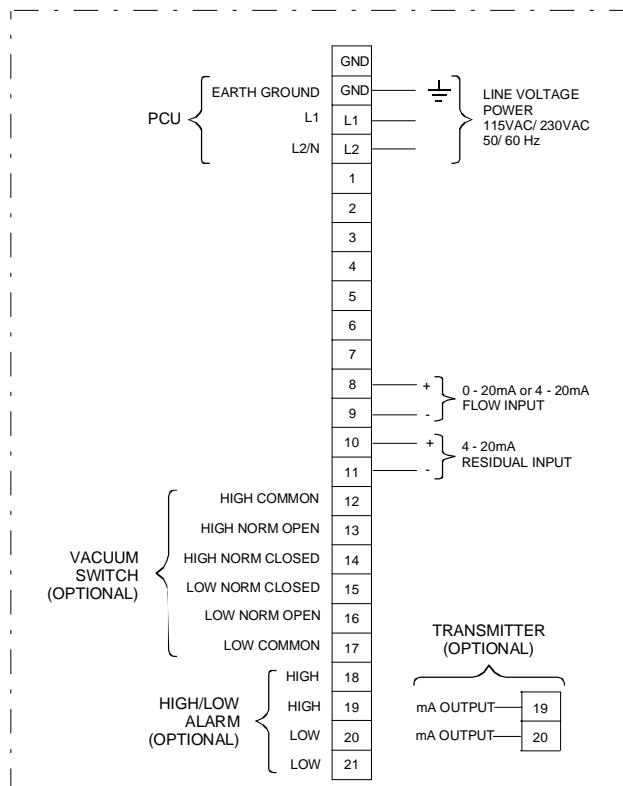 GND
EARTH GROUND
GND
PCU
L1
L1
L2/N
L2
LINE VOLTAGE
POWER
115VAC/ 230VAC
50/ 60 Hz
1
2
3
4
5
6
7
8
+
9
-
0 - 20mA or 4 - 20mA
FLOW INPUT
10
+
11
-
4 - 20mA
RESIDUAL INPUT
VACUUM
SWITCH
(OPTIONAL)
HIGH COMMON
12
HIGH NORM OPEN
13
HIGH NORM CLOSED
14
LOW NORM CLOSED
15
LOW NORM OPEN
16
LOW COMMON
17
HIGH/LOW
ALARM
(OPTIONAL)
HIGH
18
HIGH
19
LOW
20
LOW
21
TRANSMITTER
(OPTIONAL)
mA OUTPUT
19
mA OUTPUT
20